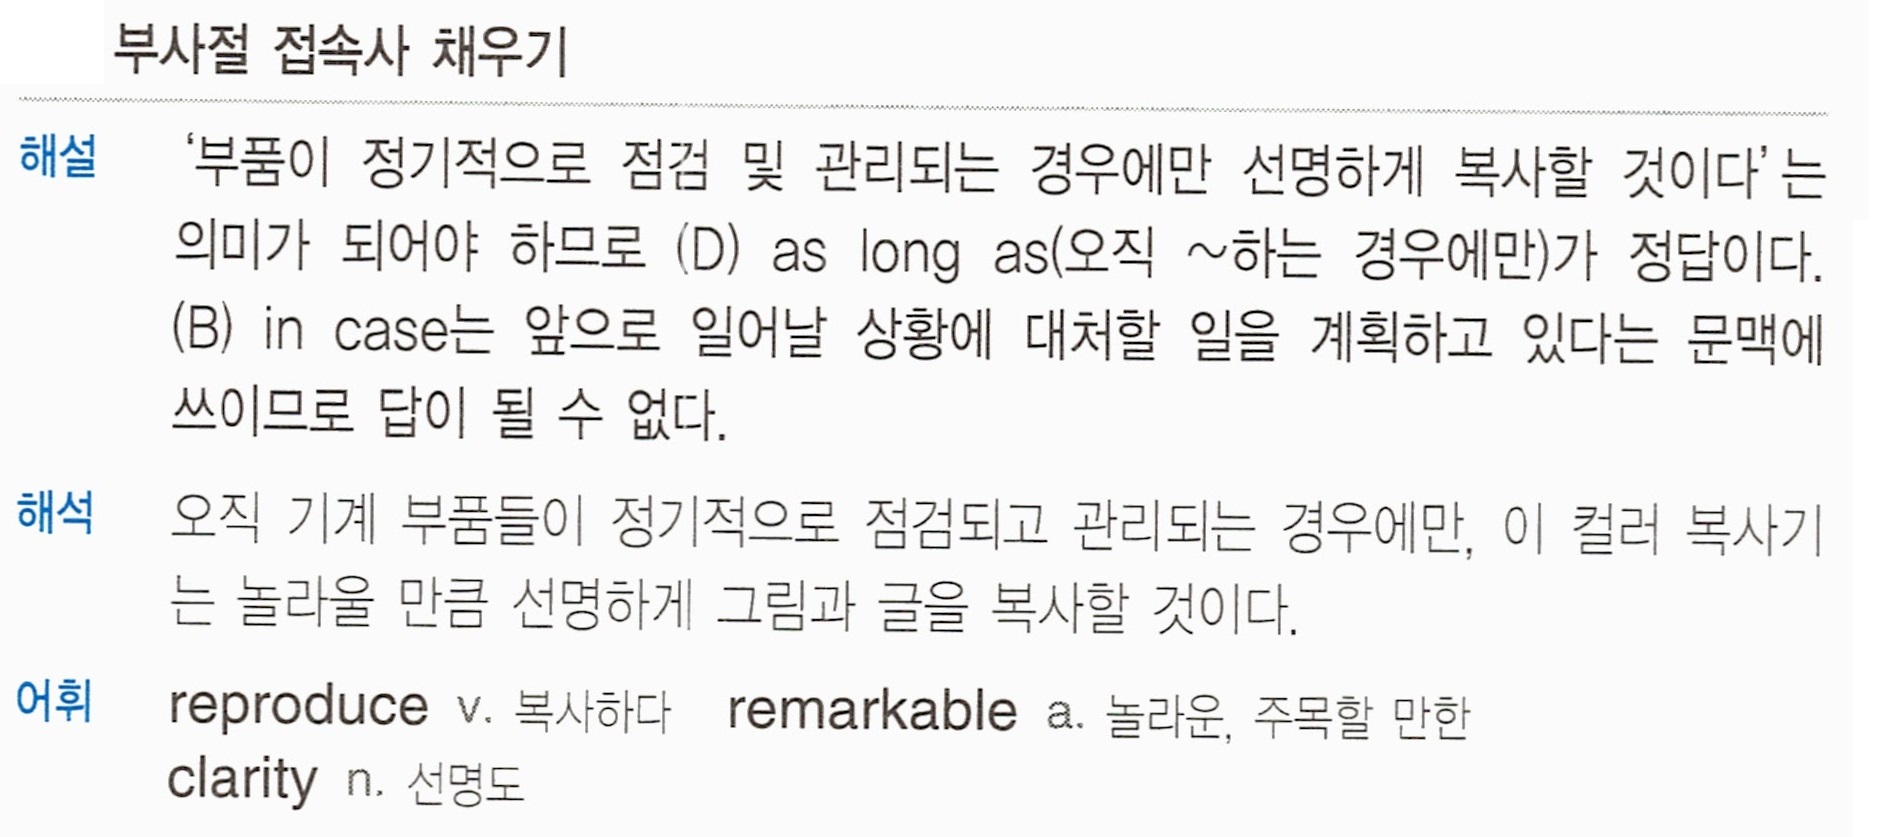 부사절 접속사 채우기
해설 ‘부품이 정기적으로 점검 및 관리되는 경우에만 선명하게 복사할 것이다’는
의미가 되어야 하므로 (D) as long as(오직 ~하는 경우에만)가 정답이다.
(B) in case는 앞으로 일어날 상황에 대처할 일을 계획하고 있다는 문맥에
쓰이므로 답이 될 수 없다.
해석 오직 기계 부품들이 정기적으로 점검되고 관리되는 경우에만, 이 컬러 복사기
는 놀라울 만큼 선명하게 그림과 글을 복사할 것이다.
어휘 reproduce v. 복사하다 remarkable a. 놀라운, 주목할 만한
clarity n. 선명도